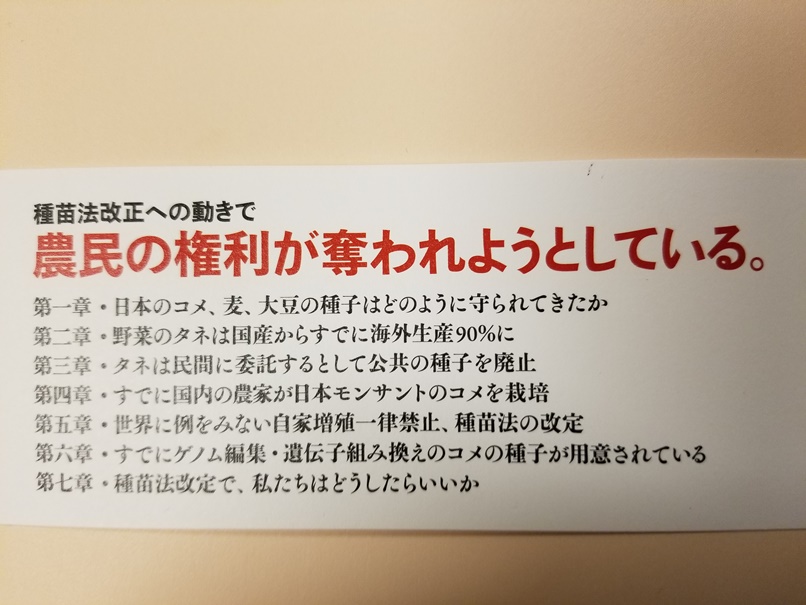 種苗法改正への動きで
農民の権利が奪われようとしている。
第一章・日本のコメ、麦、大豆の種子はどのように守られてきたか
第二章・野菜のタネは国産からすでに海外生産90%に
第三章・タネは民間に委託するとして公共の種子を廃止
第四章・すでに国内の農家が日本モンサントのコメを栽培
第五章・世界に例をみない自家増殖一律禁止、種苗法の改定
第六章・すでにゲノム編集・遺伝子組み換えのコメの種子が用意されている
第七章・種苗法改定で、私たちはどうしたらいいか